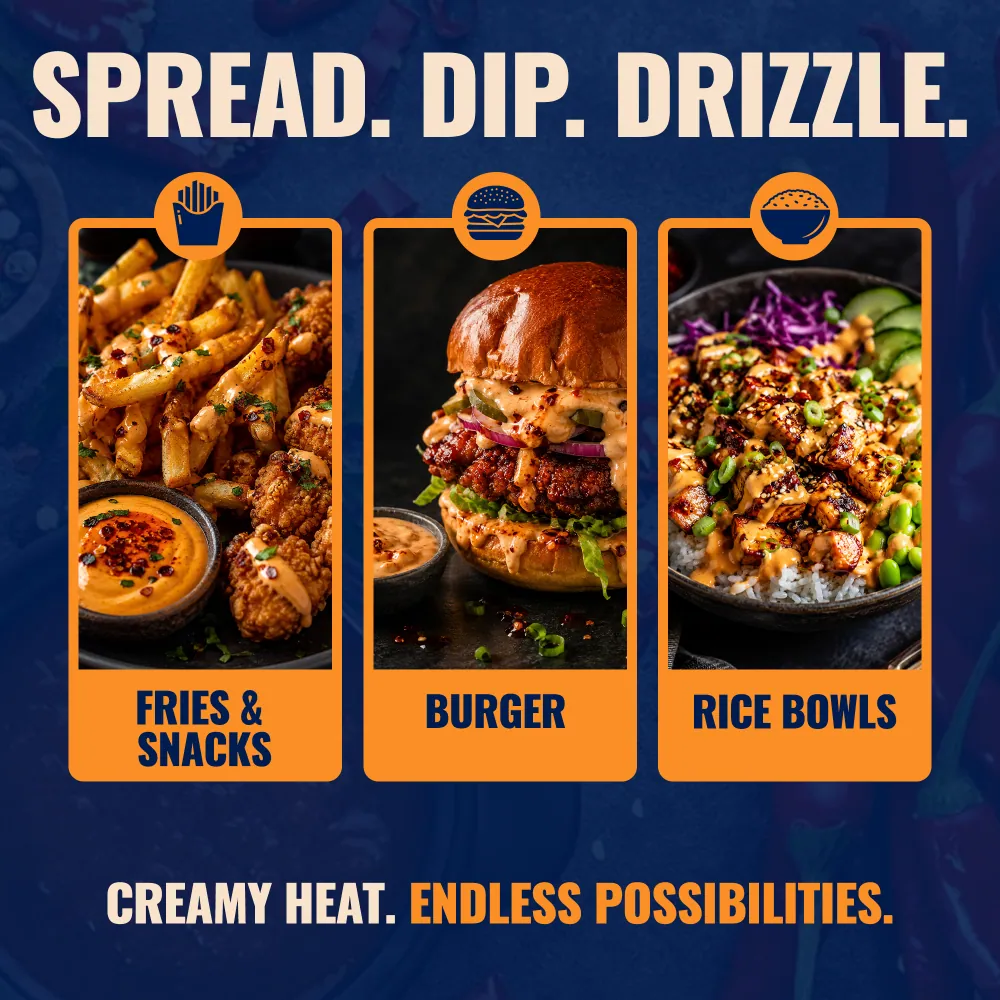 SPREAD. DIP. DRIZZLE.
FRIES &
SNACKS
BURGER
RICE BOWLS
CREAMY HEAT. ENDLESS POSSIBILITIES.